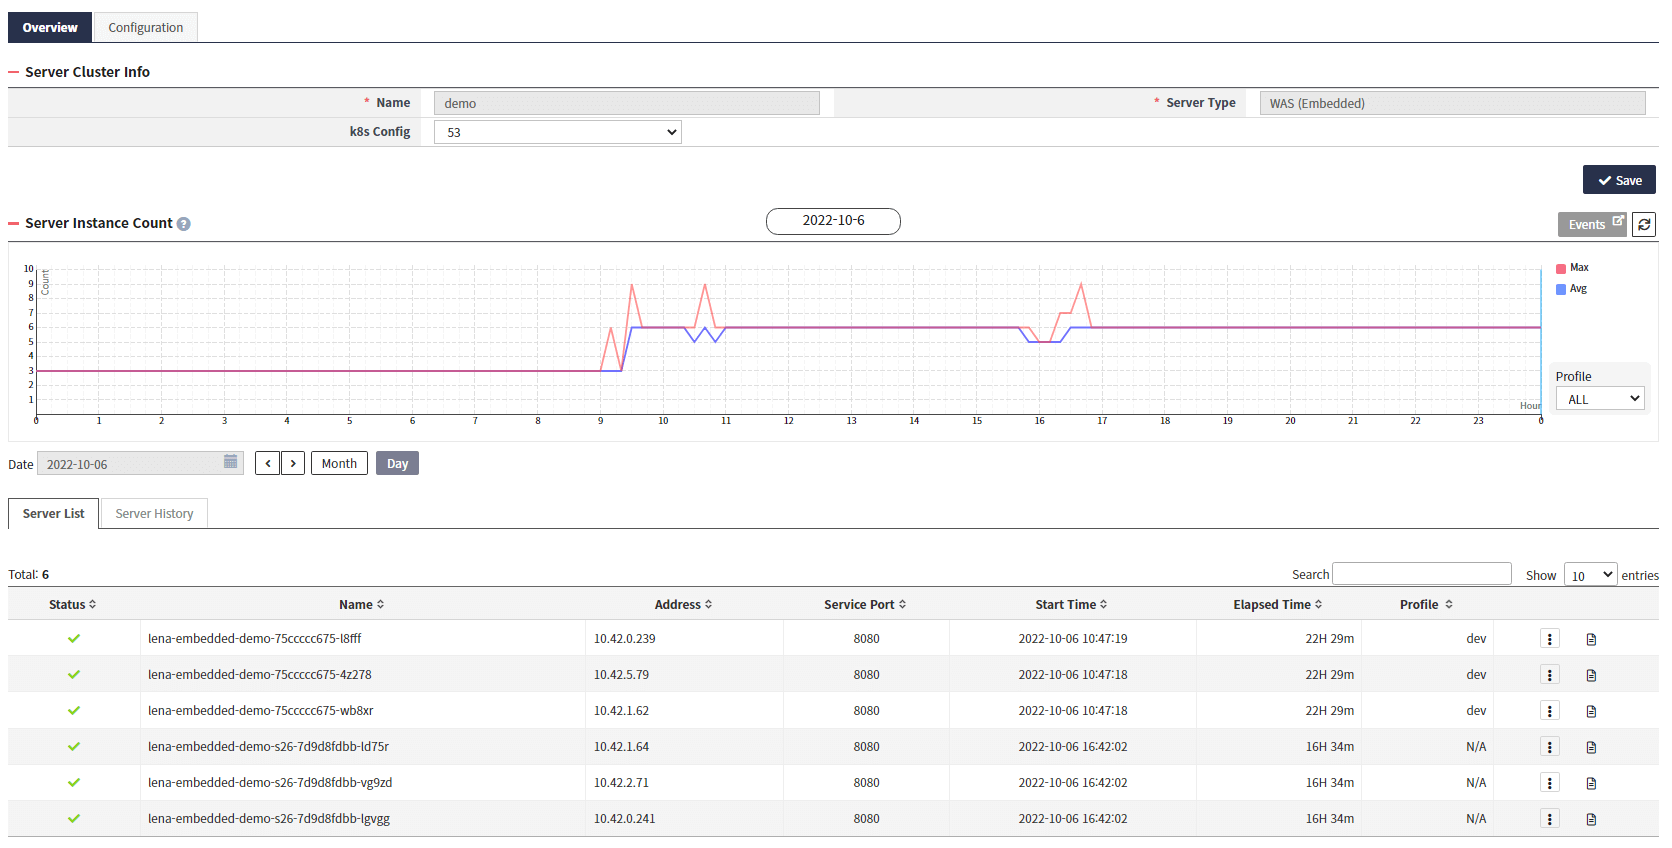 Overview Configuration
Server Cluster Info
* Name demo * Server Type WAS (Embedded)
k8s Config 53
Save
Server Instance Count ? 2022-10-6 Events
10
9
8
7
6
5
4
3
2
1
Count
Max
Avg
Profile
ALL
Hour
0 1 2 3 4 5 6 7 8 9 10 11 12 13 14 15 16 17 18 19 20 21 22 23 0
Date 2022-10-06 Month Day
Server List Server History
Total: 6 Search Show 10 entries
Status Name Address Service Port Start Time Elapsed Time Profile
lena-embedded-demo-75ccccc675-l8fff 10.42.0.239 8080 2022-10-06 10:47:19 22H 29m dev
lena-embedded-demo-75ccccc675-4z278 10.42.5.79 8080 2022-10-06 10:47:18 22H 29m dev
lena-embedded-demo-75ccccc675-wb8xr 10.42.1.62 8080 2022-10-06 10:47:18 22H 29m dev
lena-embedded-demo-s26-7d9d8fdbb-ld75r 10.42.1.64 8080 2022-10-06 16:42:02 16H 34m N/A
lena-embedded-demo-s26-7d9d8fdbb-vg9zd 10.42.2.71 8080 2022-10-06 16:42:02 16H 34m N/A
lena-embedded-demo-s26-7d9d8fdbb-lgvgg 10.42.0.241 8080 2022-10-06 16:42:02 16H 34m N/A